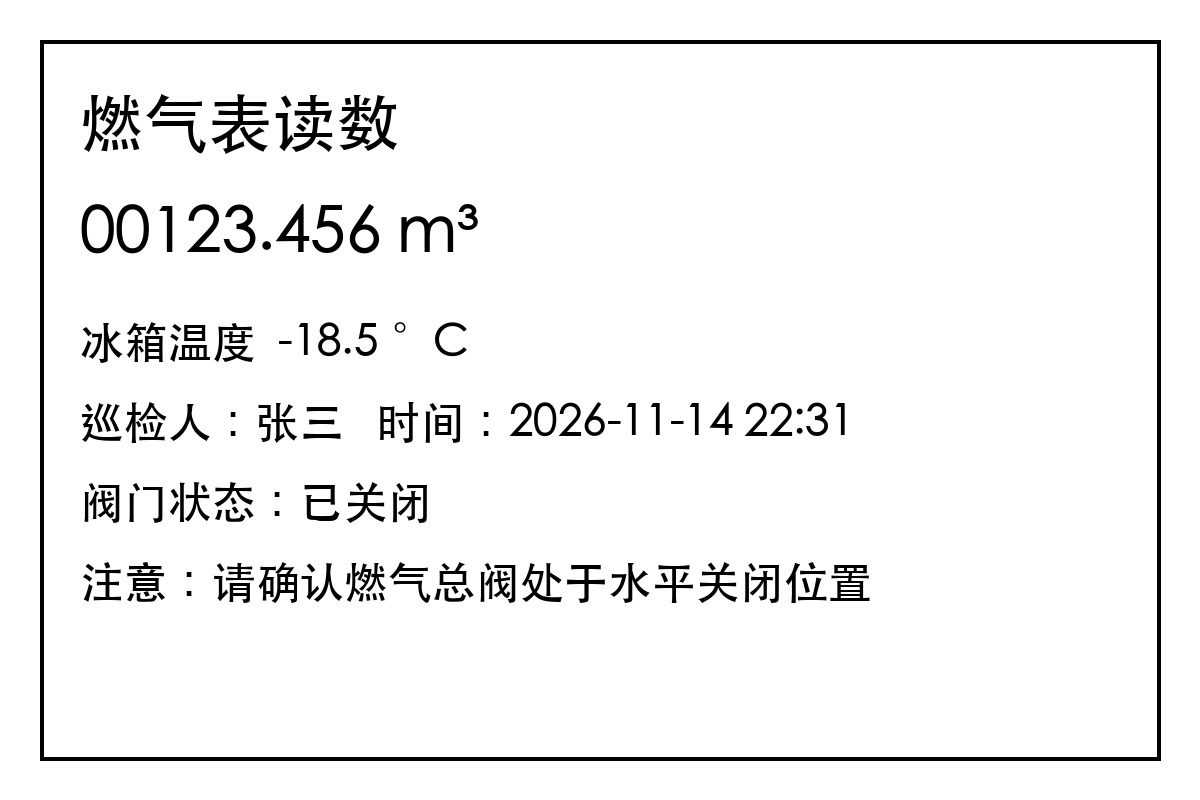 燃气表读数
00123.456 m³
冰箱温度 -18.5°C
巡检人：张三 时间：2026-11-14 22:31
阀门状态：已关闭
注意：请确认燃气总阀处于水平关闭位置